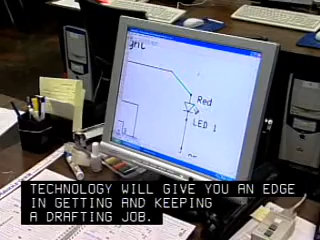 Red
LED 1
TECHNOLOGY WILL GIVE YOU AN EDGE
IN GETTING AND KEEPING
A DRAFTING JOB.